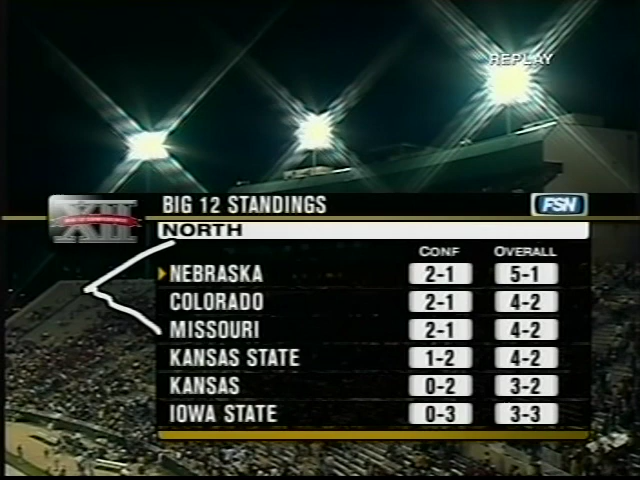 REPLAY
BIG 12 STANDINGS
FSN
XII
NORTH
CONF OVERALL
NEBRASKA 2-1 5-1
COLORADO 2-1 4-2
MISSOURI 2-1 4-2
KANSAS STATE 1-2 4-2
KANSAS 0-2 3-2
IOWA STATE 0-3 3-3